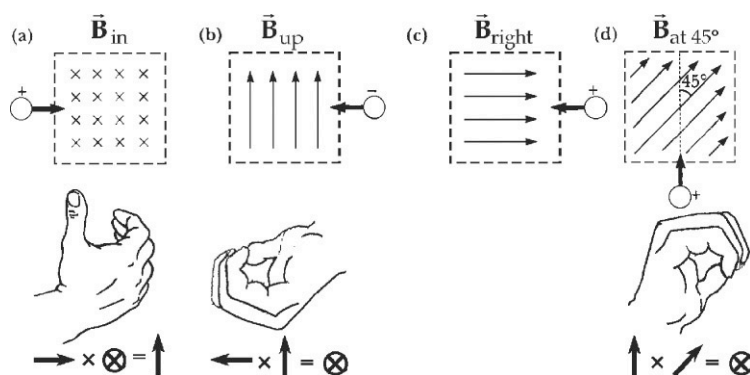 (a) B⃗in (b) B⃗up (c) B⃗right (d) B⃗at 45°
+ − + 45°
+
→ × ⊗ = ↑ ← × ↑ = ⊗ ↑ × ↗ = ⊗